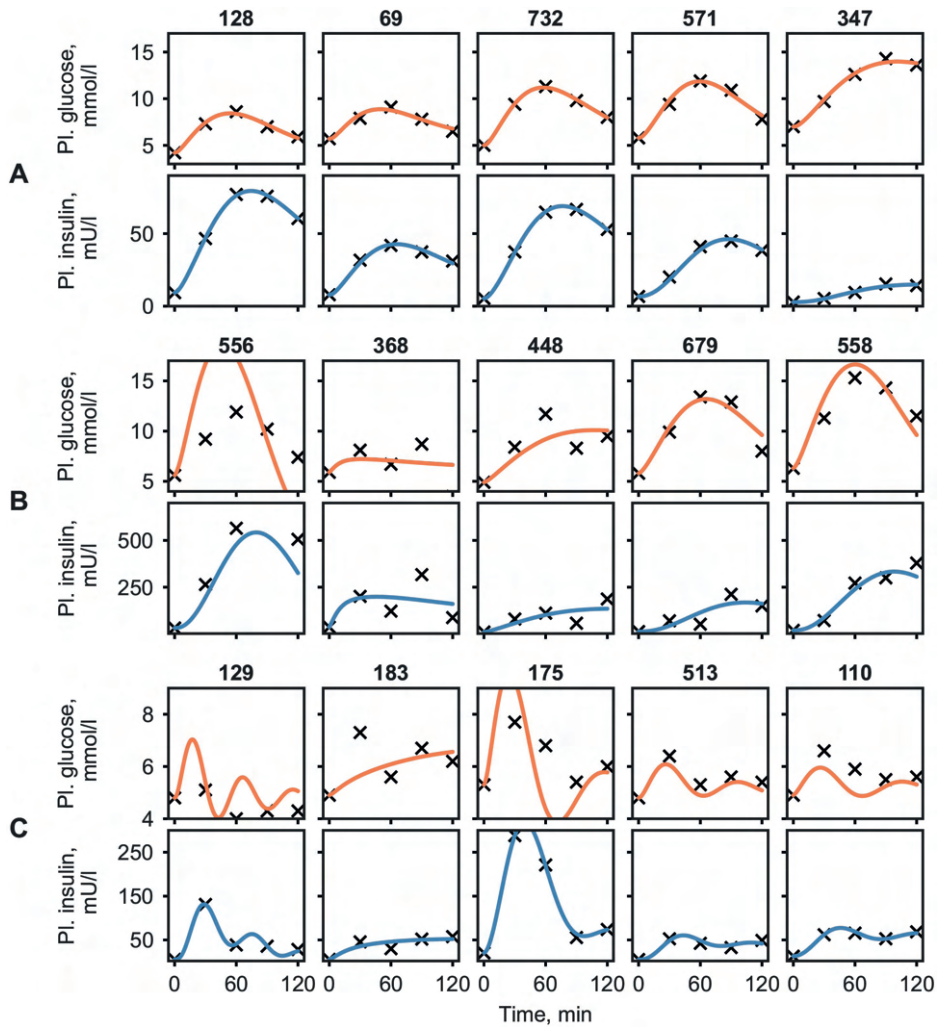 128 69 732 571 347
Pl. glucose,
mmol/l
15
10
5
A
Pl. insulin,
mU/l
50
0
556 368 448 679 558
Pl. glucose,
mmol/l
15
10
5
B
Pl. insulin,
mU/l
500
250
129 183 175 513 110
Pl. glucose,
mmol/l
8
6
4
C
Pl. insulin,
mU/l
250
150
50
0 60 120 0 60 120 0 60 120 0 60 120 0 60 120
Time, min